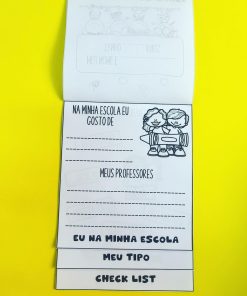 NA MINHA ESCOLA EU
GOSTO DE
MEUS PROFESSORES
EU NA MINHA ESCOLA
MEU TIPO
CHECK LIST